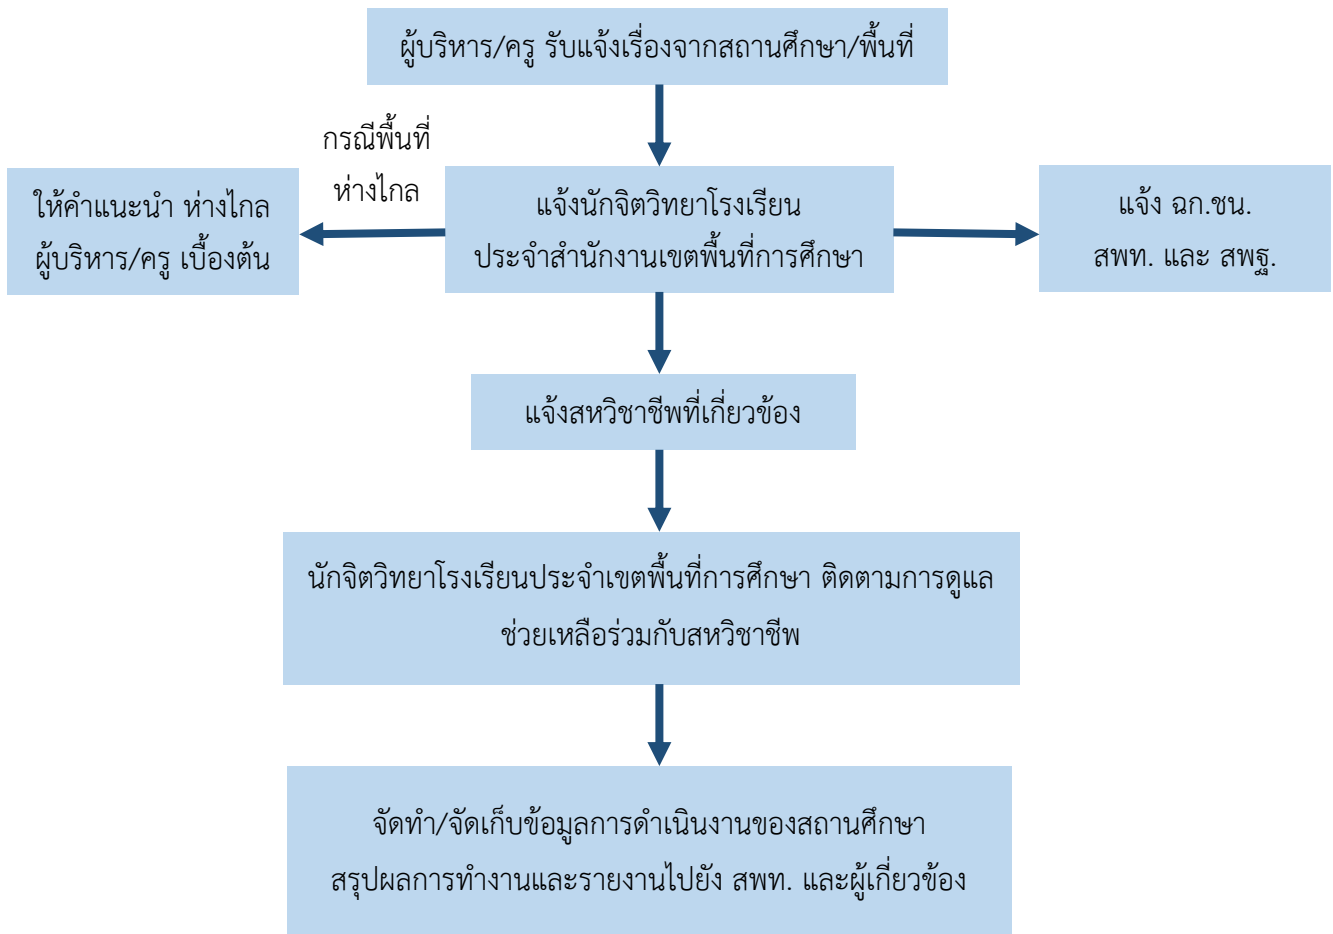 ผู้บริหาร/ครู รับแจ้งเรื่องจากสถานศึกษา/พื้นที่
กรณีพื้นที่
ห่างไกล
ให้คำแนะนำ ห่างไกล
ผู้บริหาร/ครู เบื้องต้น
แจ้งนักจิตวิทยาโรงเรียน
ประจำสำนักงานเขตพื้นที่การศึกษา
แจ้ง ฉก.ชน.
สพท. และ สพฐ.
แจ้งสหวิชาชีพที่เกี่ยวข้อง
นักจิตวิทยาโรงเรียนประจำเขตพื้นที่การศึกษา ติดตามการดูแล
ช่วยเหลือร่วมกับสหวิชาชีพ
จัดทำ/จัดเก็บข้อมูลการดำเนินงานของสถานศึกษา
สรุปผลการทำงานและรายงานไปยัง สพท. และผู้เกี่ยวข้อง